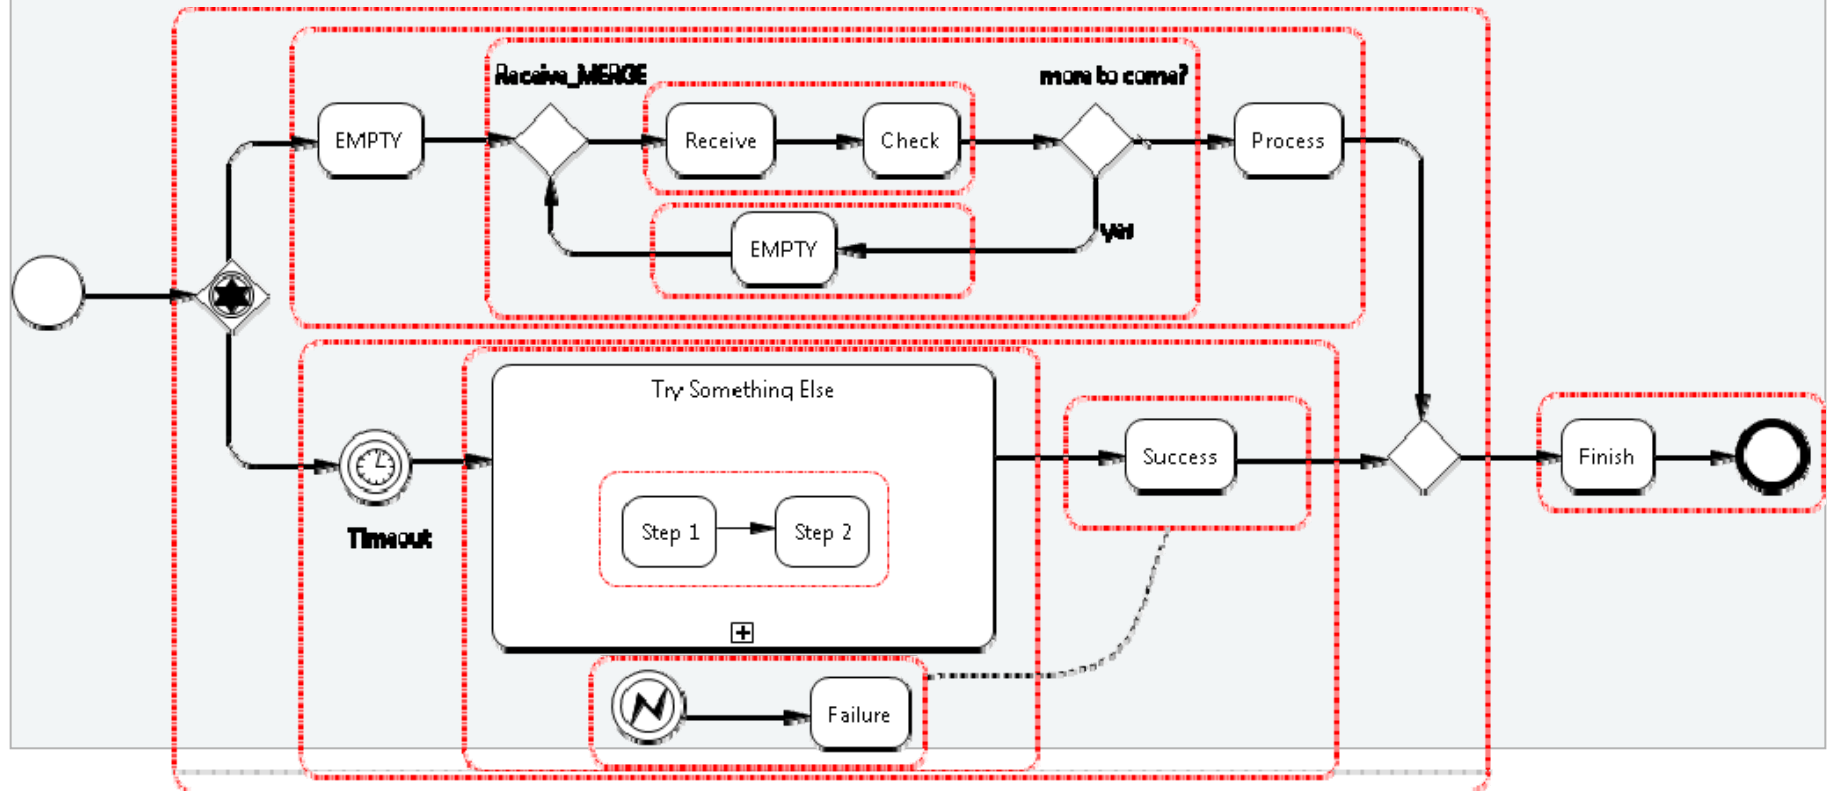 Receive_MERGE
more to come?
EMPTY
Receive
Check
Process
yes
EMPTY
Try Something Else
Success
Finish
Step 1
Step 2
Timeout
Failure